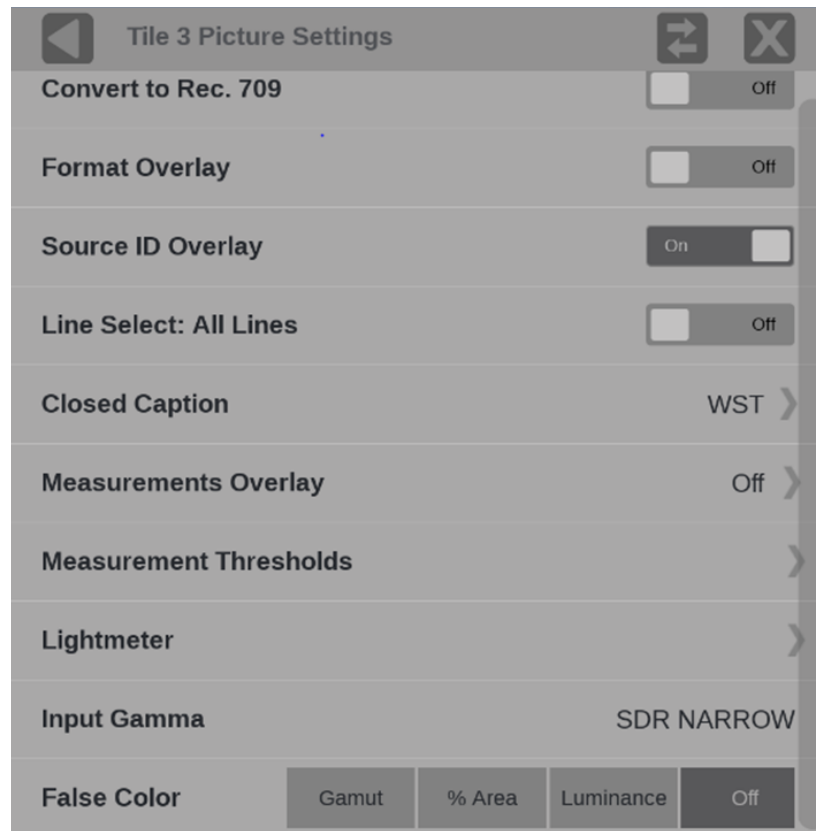 Tile 3 Picture Settings
Convert to Rec. 709 Off
Format Overlay Off
Source ID Overlay On
Line Select: All Lines Off
Closed Caption WST
Measurements Overlay Off
Measurement Thresholds
Lightmeter
Input Gamma SDR NARROW
False Color Gamut % Area Luminance Off